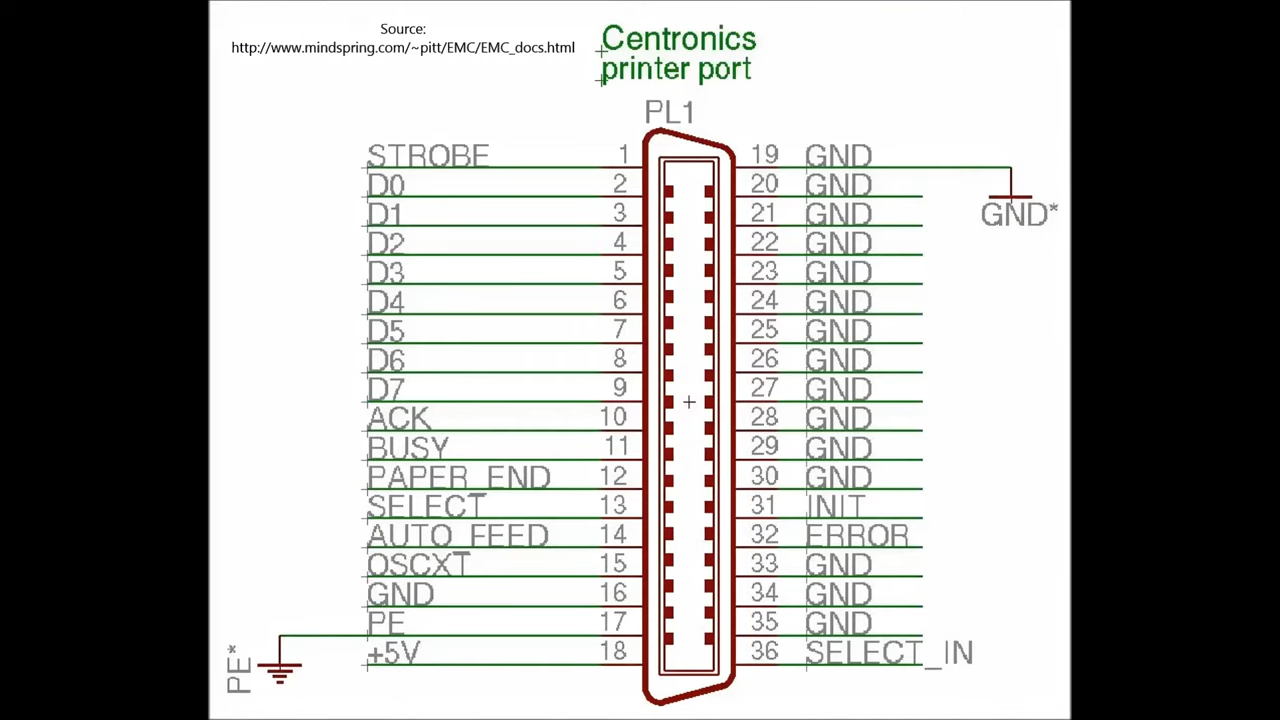 Source:
http://www.mindspring.com/~pitt/EMC/EMC_docs.html
Centronics
printer port
PL1
STROBE 1 19 GND
D0 2 20 GND
GND*
D1 3 21 GND
D2 4 22 GND
D3 5 23 GND
D4 6 24 GND
D5 7 25 GND
D6 8 26 GND
D7 9 27 GND
ACK 10 28 GND
BUSY 11 29 GND
PAPER_END 12 30 GND
SELECT 13 31 INIT
AUTO_FEED 14 32 ERROR
OSCXT 15 33 GND
GND 16 34 GND
PE 17 35 GND
PE*
+5V 18 36 SELECT_IN